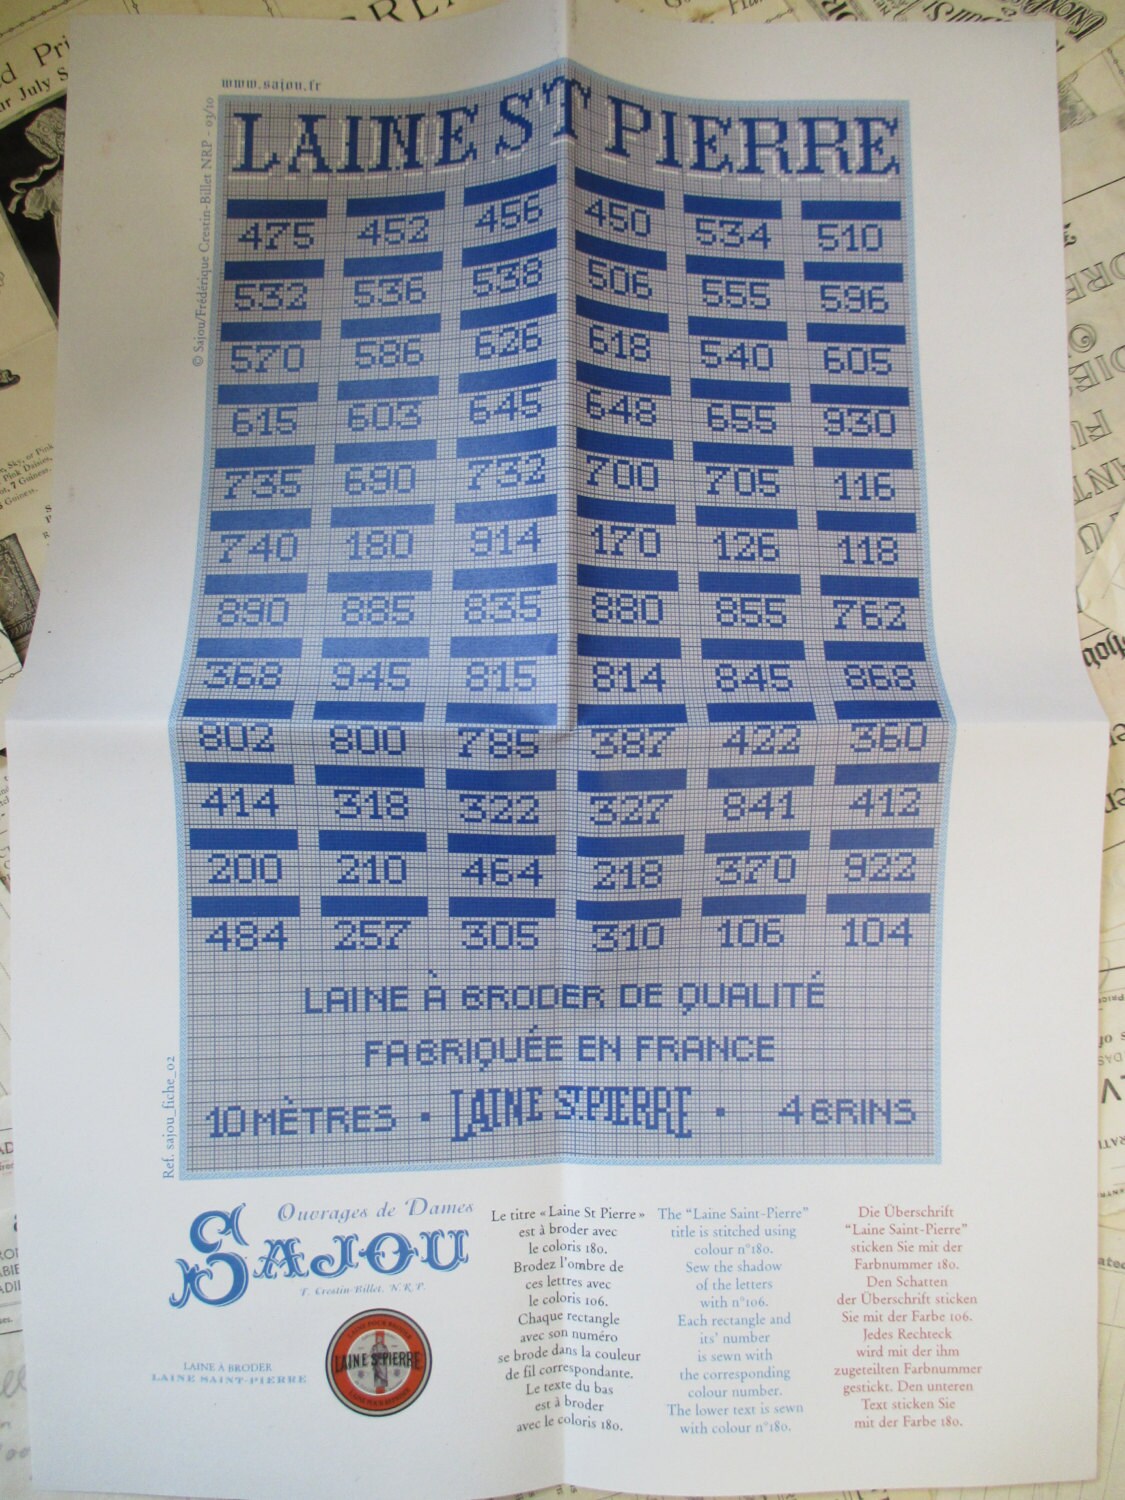 www.sajou.fr
© Sajou/Frédérique Crestin-Billet NRP - 03/10
LAINE ST PIERRE
475 452 456 450 534 510
532 536 538 506 555 596
570 586 626 618 540 605
615 603 645 648 655 930
735 690 732 700 705 116
740 180 914 170 126 118
890 885 835 880 855 762
368 945 815 814 845 868
802 800 785 387 422 360
414 318 322 327 841 412
200 210 464 218 370 922
484 257 305 310 106 104
LAINE À BRODER DE QUALITÉ
FABRIQUÉE EN FRANCE
10 MÈTRES • LAINE ST PIERRE • 4 BRINS
Ref. sajou_fiche_02
Ouvrages de Dames
SAJOU
F. Crestin-Billet, N.R.P.
LAINE À BRODER
LAINE SAINT-PIERRE
LAINE ST PIERRE
Le titre « Laine St Pierre »
est à broder avec
le coloris 180.
Brodez l'ombre de
ces lettres avec
le coloris 106.
Chaque rectangle
avec son numéro
se brode dans la couleur
de fil correspondante.
Le texte du bas
est à broder
avec le coloris 180.
The “Laine Saint-Pierre”
title is stitched using
colour n°180.
Sew the shadow
of the letters
with n°106.
Each rectangle and
its' number
is sewn with
the corresponding
colour number.
The lower text is sewn
with colour n°180.
Die Überschrift
“Laine Saint-Pierre”
sticken Sie mit der
Farbnummer 180.
Den Schatten
der Überschrift sticken
Sie mit der Farbe 106.
Jedes Rechteck
wird mit der ihm
zugeteilten Farbnummer
gestickt. Den unteren
Text sticken Sie
mit der Farbe 180.